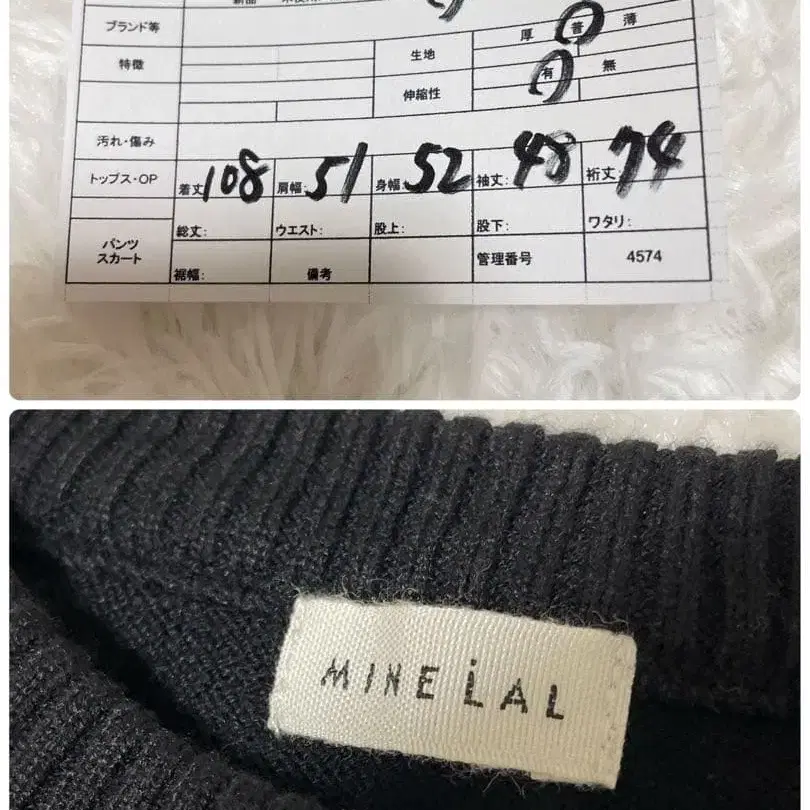 ブランド等 厚 普 薄
特徴 生地
伸縮性 有 無
汚れ・傷み
トップス・OP 着丈 108 肩幅: 51 身幅: 52 袖丈: 48 裄丈: 74
パンツ スカート 総丈: ウエスト: 股上: 股下: ワタリ:
裾幅: 備考 管理番号 4574
MINEiAL